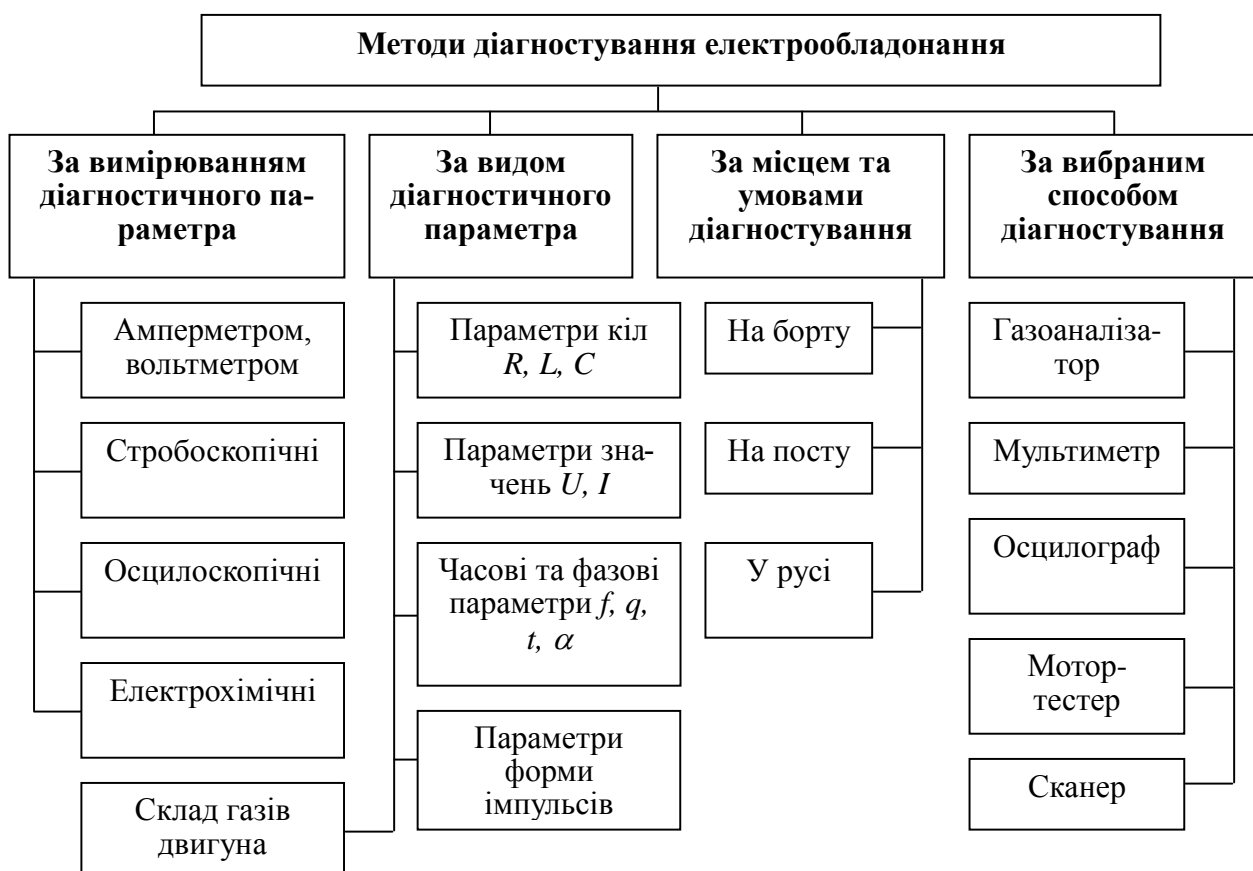 Методи діагностування електрообладонання
За вимірюванням
діагностичного па-
раметра
Амперметром,
вольтметром
Стробоскопічні
Осцилоскопічні
Електрохімічні
Склад газів
двигуна
За видом
діагностичного
параметра
Параметри кіл
R, L, C
Параметри зна-
чень U, I
Часові та фазові
параметри f, q,
t, α
Параметри
форми
імпульсів
За місцем та
умовами
діагностування
На борту
На посту
У русі
За вибраним
способом
діагностування
Газоаналіза-
тор
Мультиметр
Осцилограф
Мотор-
тестер
Сканер